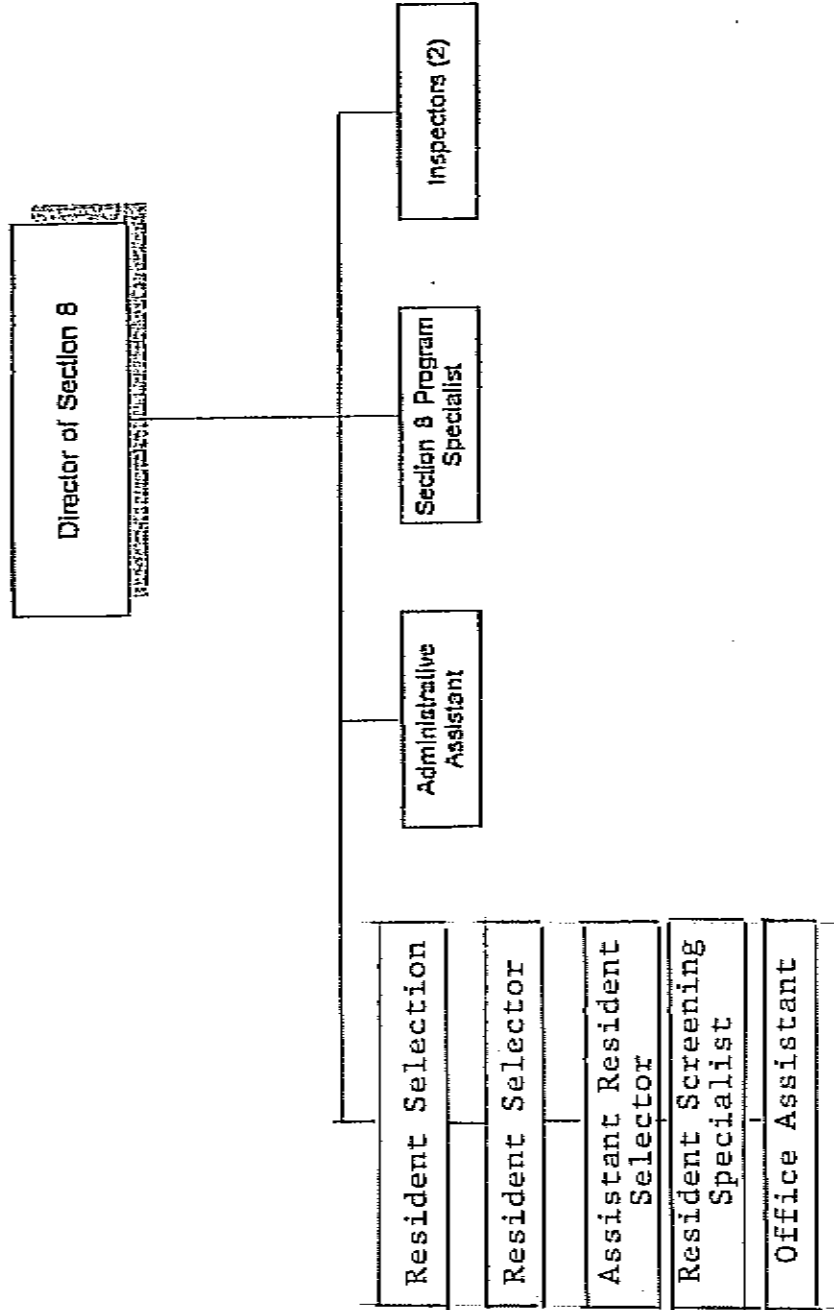 Director of Section 8
Resident Selection
Resident Selector
Assistant Resident
Selector
Resident Screening
Specialist
Office Assistant
Administrative
Assistant
Section 8 Program
Specialist
Inspectors (2)